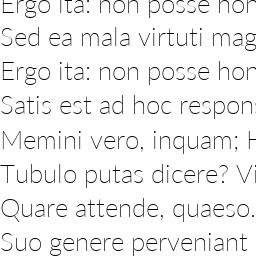 Ergo ita: non posse hon
Sed ea mala virtuti mag
Ergo ita: non posse hon
Satis est ad hoc respon
Memini vero, inquam;
Tubulo putas dicere? Vi
Quare attende, quaeso.
Suo genere perveniant